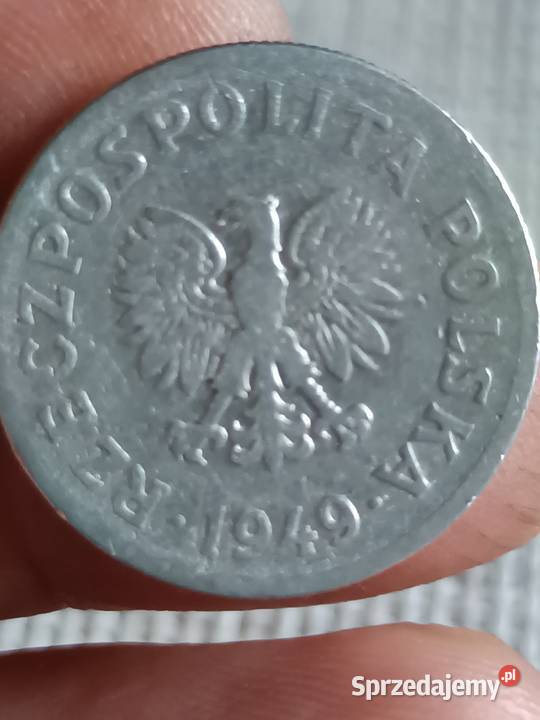 RZECZPOSPOLITA POLSKA · 1949 ·
Sprzedajemy.pl